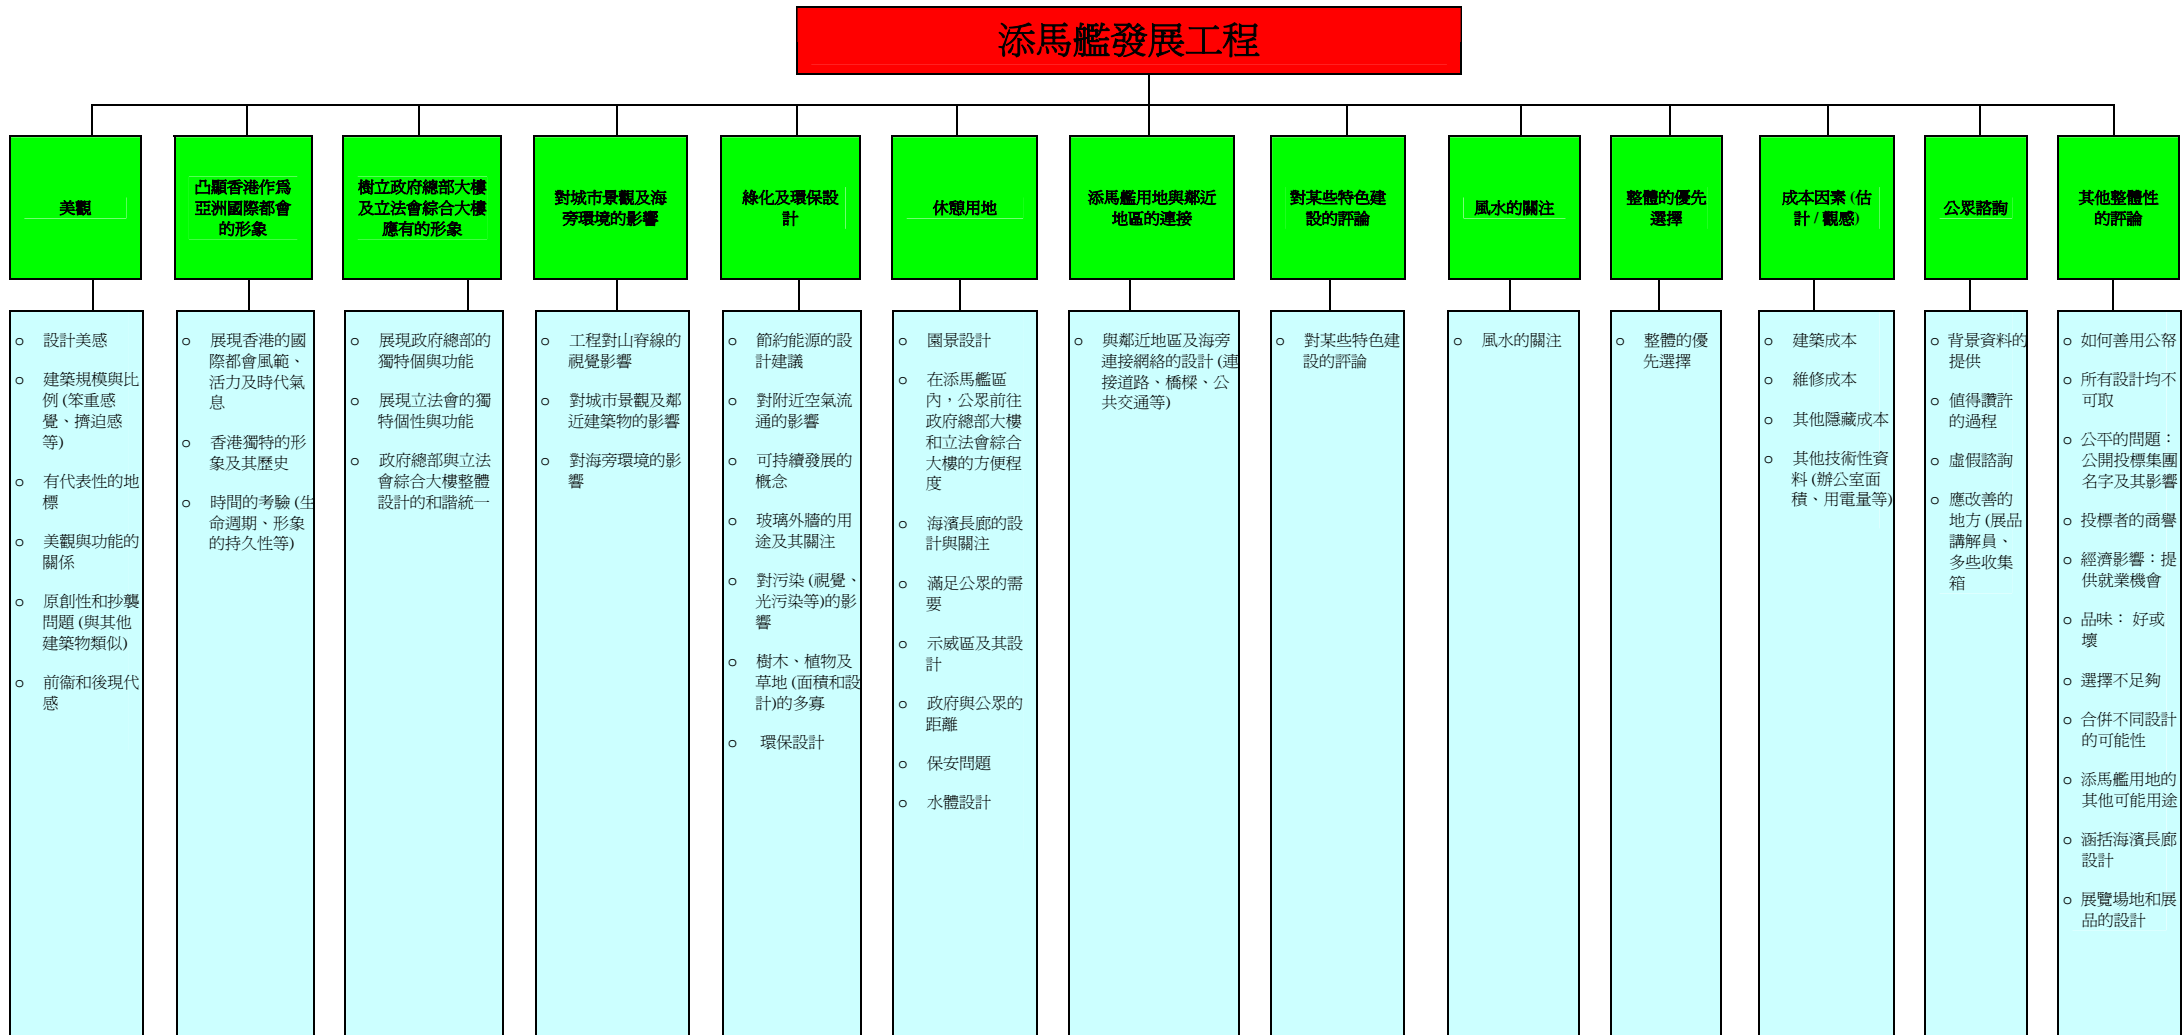 添馬艦發展工程
美觀
凸顯香港作為
亞洲國際都會
的形象
樹立政府總部大樓
及立法會綜合大樓
應有的形象
對城市景觀及海
旁環境的影響
綠化及環保設
計
休憩用地
添馬艦用地與鄰近
地區的連接
對某些特色建
設的評論
風水的關注
整體的優先
選擇
成本因素 (估
計 / 觀感)
公眾諮詢
其他整體性
的評論
o 設計美感
o 建築規模與比
例 (笨重感
覺、擠迫感
等)
o 有代表性的地
標
o 美觀與功能的
關係
o 原創性和抄襲
問題 (與其他
建築物類似)
o 前衞和後現代
感
o 展現香港的國
際都會風範、
活力及時代氣
息
o 香港獨特的形
象及其歷史
o 時間的考驗 (生
命週期、形象
的持久性等)
o 展現政府總部的
獨特個與功能
o 展現立法會的獨
特個性與功能
o 政府總部與立法
會綜合大樓整體
設計的和諧統一
o 工程對山脊線的
視覺影響
o 對城市景觀及鄰
近建築物的影響
o 對海旁環境的影
響
o 節約能源的設
計建議
o 對附近空氣流
通的影響
o 可持續發展的
概念
o 玻璃外牆的用
途及其關注
o 對污染 (視覺、
光污染等)的影
響
o 樹木、植物及
草地 (面積和設
計)的多寡
o 環保設計
o 園景設計
o 在添馬艦區
內，公眾前往
政府總部大樓
和立法會綜合
大樓的方便程
度
o 海濱長廊的設
計與關注
o 滿足公眾的需
要
o 示威區及其設
計
o 政府與公眾的
距離
o 保安問題
o 水體設計
o 與鄰近地區及海旁
連接網絡的設計 (連
接道路、橋樑、公
共交通等)
o 對某些特色建
設的評論
o 風水的關注
o 整體的優
先選擇
o 建築成本
o 維修成本
o 其他隱藏成本
o 其他技術性資
料 (辦公室面
積、用電量等)
o 背景資料的
提供
o 值得讚許
的過程
o 虛假諮詢
o 應改善的
地方 (展品
講解員、
多些收集
箱
o 如何善用公帑
o 所有設計均不
可取
o 公平的問題：
公開投標集團
名字及其影響
o 投標者的商譽
o 經濟影響：提
供就業機會
o 品味： 好或
壞
o 選擇不足夠
o 合併不同設計
的可能性
o 添馬艦用地的
其他可能用途
o 涵括海濱長廊
設計
o 展覽場地和展
品的設計